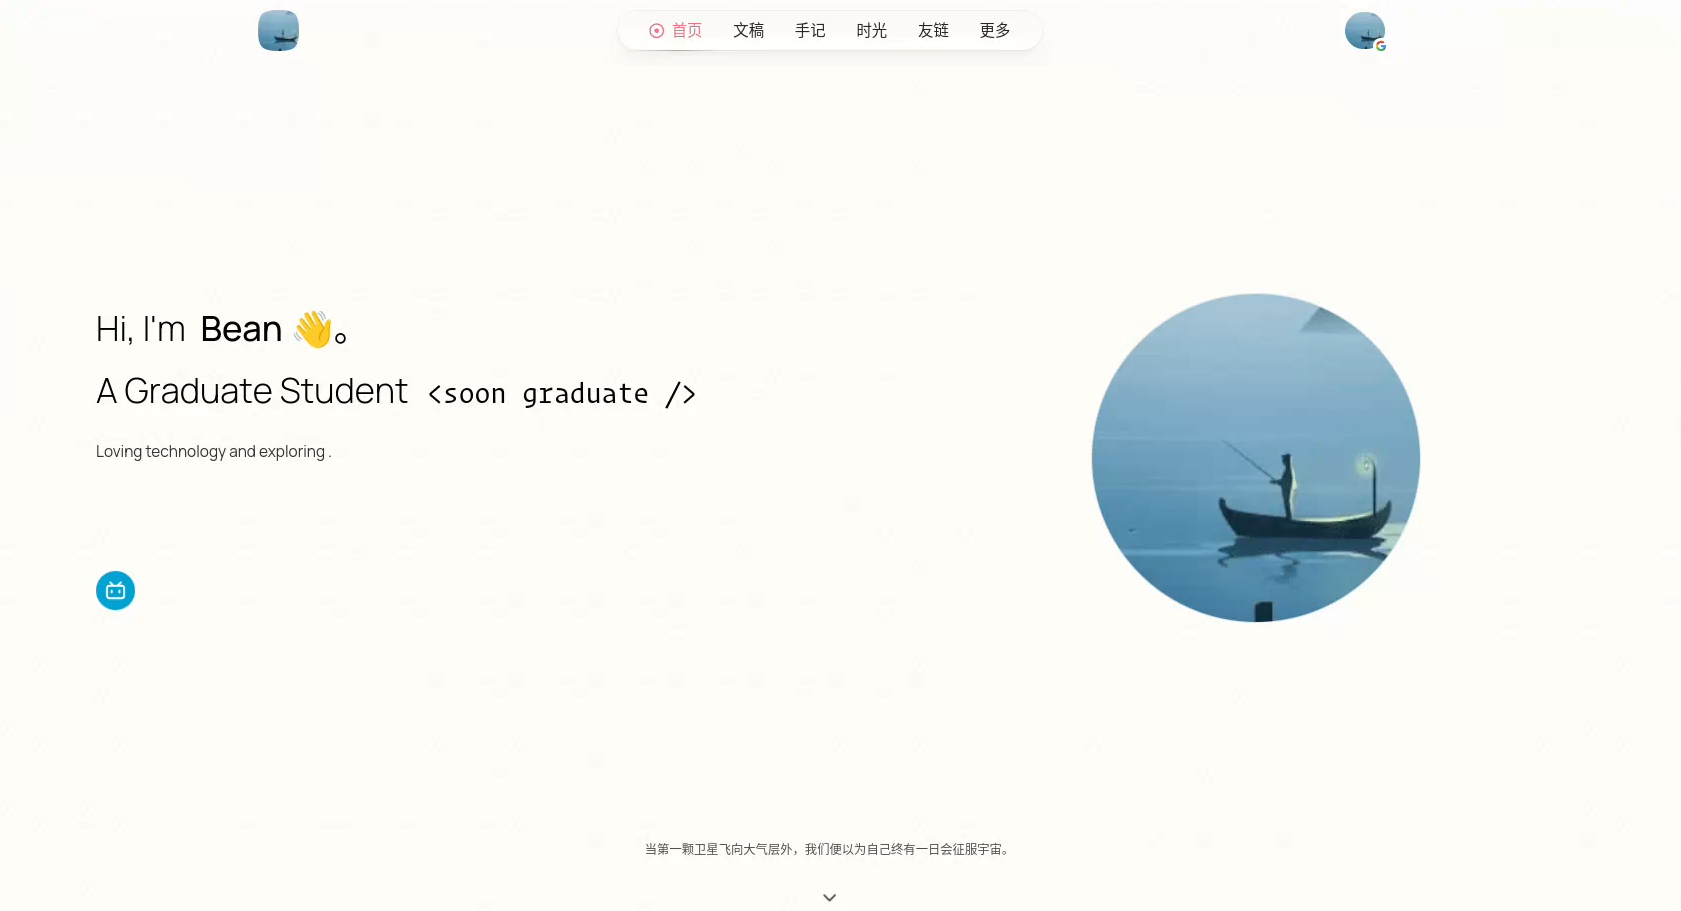 首页 文稿 手记 时光 友链 更多
Hi, I'm Bean 👋。
A Graduate Student <soon graduate />
Loving technology and exploring .
当第一颗卫星飞向大气层外，我们便以为自己终有一日会征服宇宙。